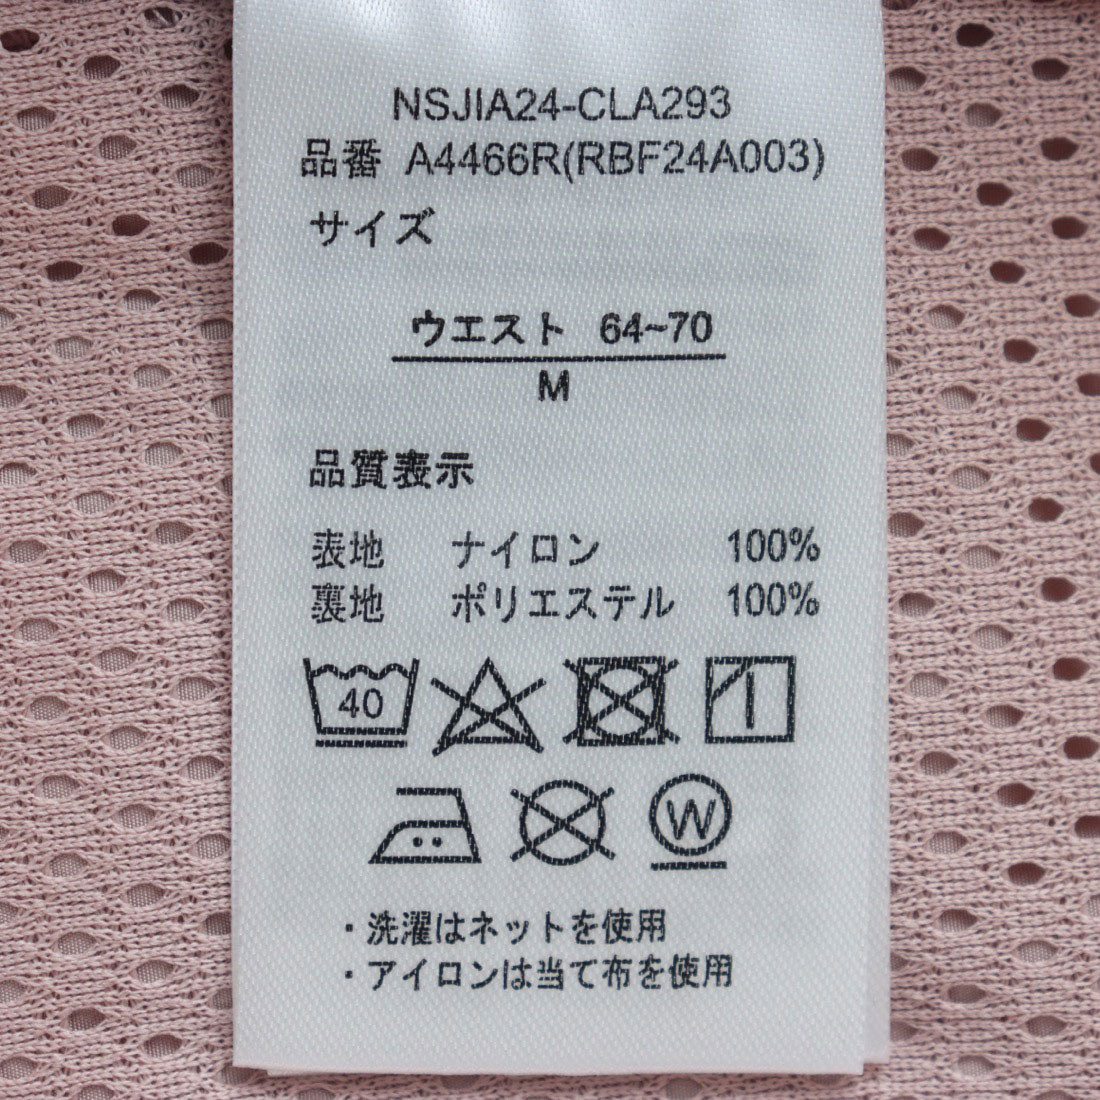 NSJIA24-CLA293
品番 A4466R(RBF24A003)
サイズ
ウエスト 64~70
M
品質表示
表地 ナイロン 100%
裏地 ポリエステル 100%
40
W
・洗濯はネットを使用
・アイロンは当て布を使用